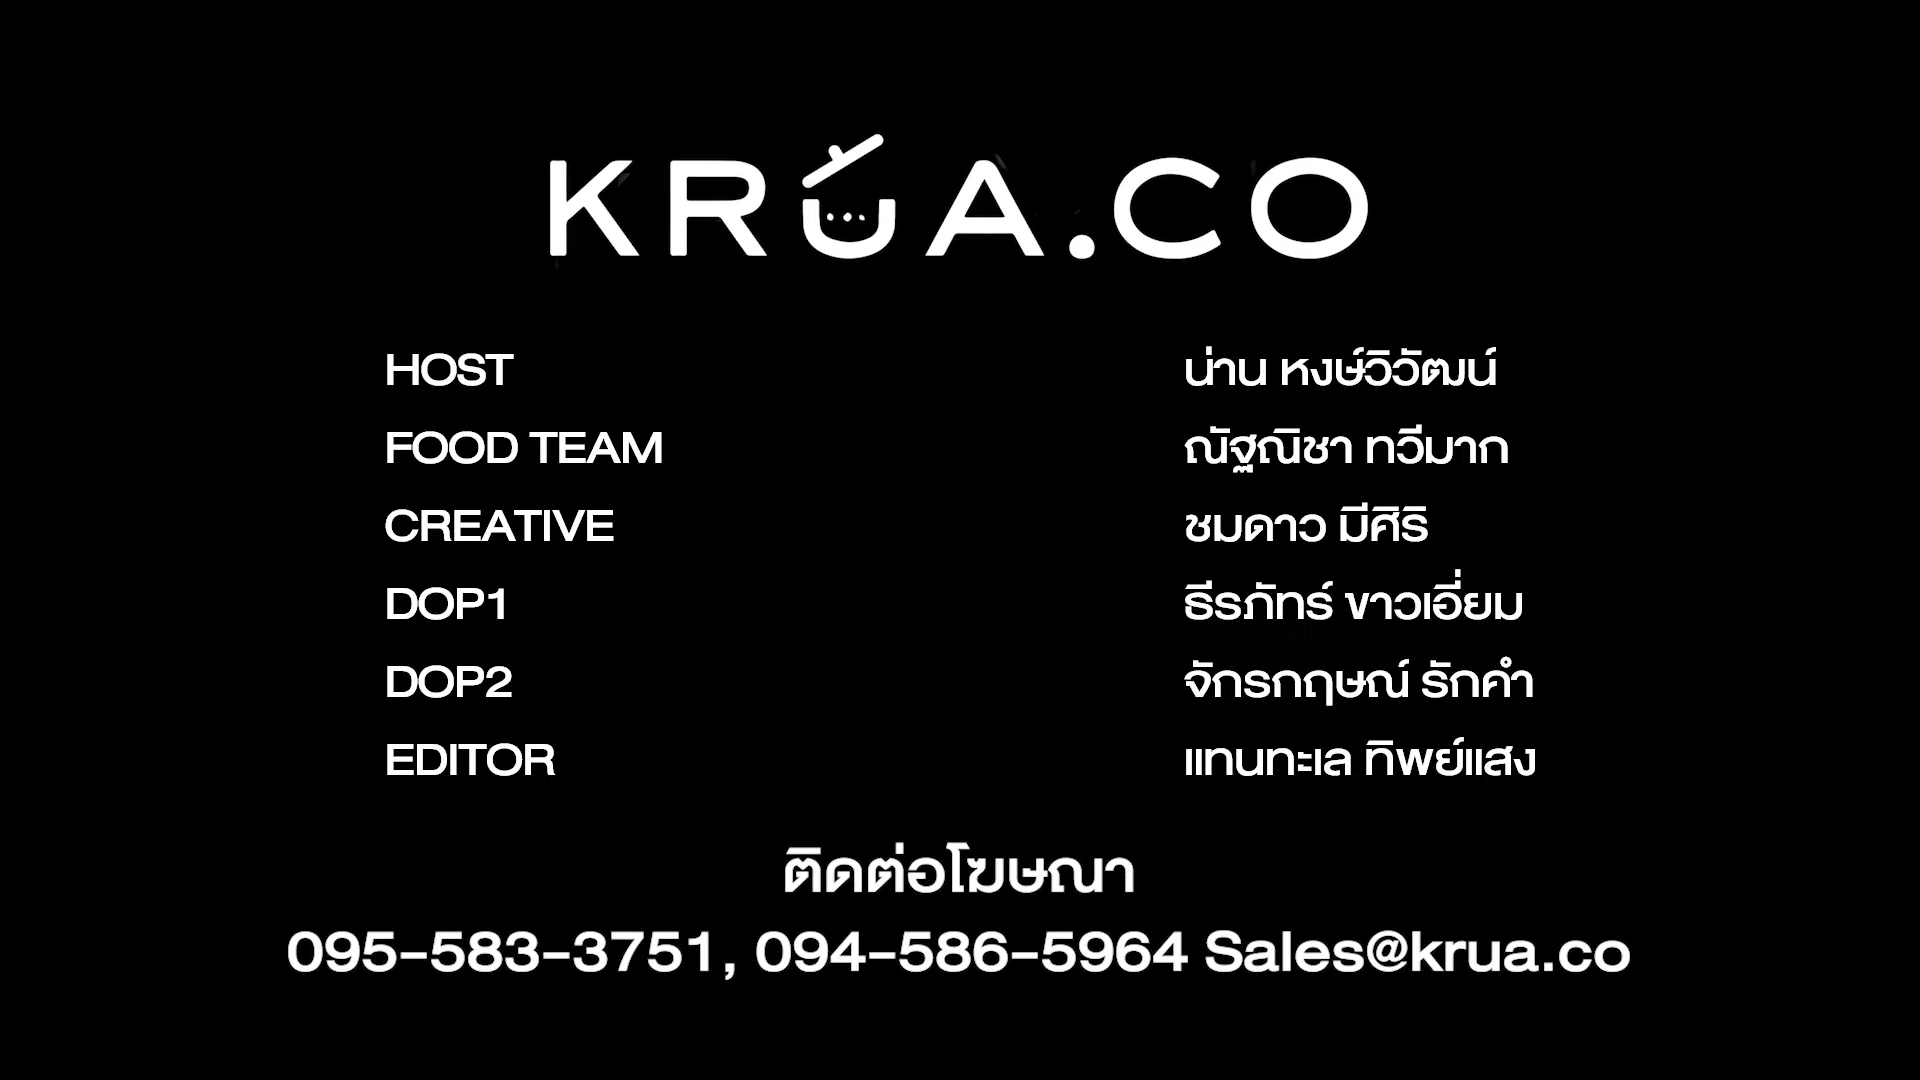 KRUA.CO
HOST น่าน หงษ์วิวัฒน์
FOOD TEAM ณัฐณิชา ทวีมาก
CREATIVE ชมดาว มีศิริ
DOP1 ธีรภัทร์ ขาวเอี่ยม
DOP2 จักรกฤษณ์ รักคำ
EDITOR แทนทะเล ทิพย์แสง
ติดต่อโฆษณา
095-583-3751, 094-586-5964 Sales@krua.co